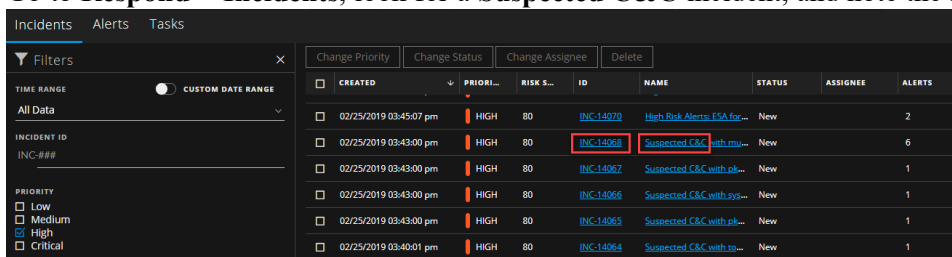 Incidents Alerts Tasks
Filters ×
Change Priority Change Status Change Assignee Delete
CREATED PRIORI... RISK S... ID NAME STATUS ASSIGNEE ALERTS
TIME RANGE CUSTOM DATE RANGE
All Data
INCIDENT ID
INC-###
PRIORITY
Low
Medium
High
Critical
02/25/2019 03:45:07 pm HIGH 80 INC-14070 High Risk Alerts: ESA for... New 2
02/25/2019 03:43:00 pm HIGH 80 INC-14068 Suspected C&C with mu... New 6
02/25/2019 03:43:00 pm HIGH 80 INC-14067 Suspected C&C with pk... New 1
02/25/2019 03:43:00 pm HIGH 80 INC-14066 Suspected C&C with sys... New 1
02/25/2019 03:43:00 pm HIGH 80 INC-14065 Suspected C&C with pk... New 1
02/25/2019 03:40:01 pm HIGH 80 INC-14064 Suspected C&C with to... New 1